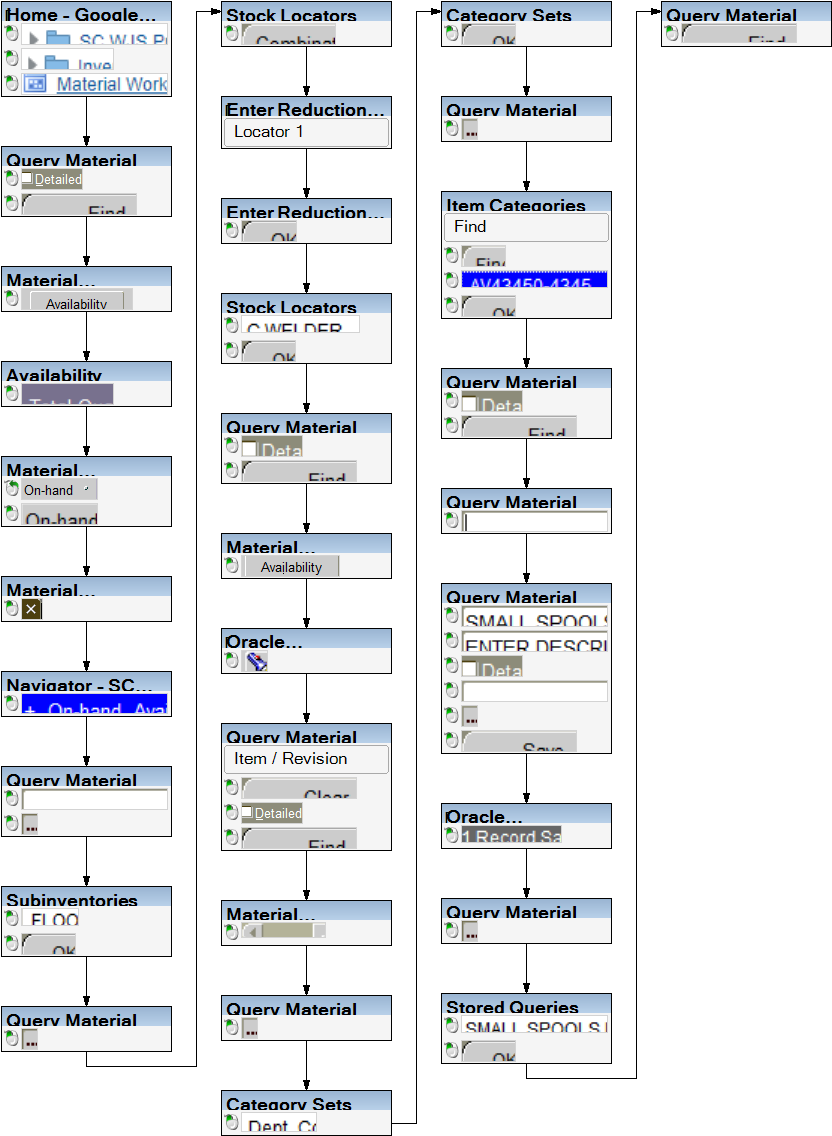 Home - Google...
SC WJS
Inve
Material Work
Query Material
Detailed
Find
Material...
Availability
Availability
Material...
On-hand
On-hand
Material...
Navigator - SC...
+ On-hand, Avai
Query Material
...
Subinventories
FLOO
OK
Query Material
...
Stock Locators
Combinat
Enter Reduction...
Locator 1
Enter Reduction...
OK
Stock Locators
C.WELDER
OK
Query Material
Deta
Find
Material...
Availability
Oracle...
Query Material
Item / Revision
Clear
Detailed
Find
Material...
Query Material
...
Category Sets
Dept. Co
Category Sets
OK
Query Material
...
Item Categories
Find
Find
AV43450-4345
OK
Query Material
Deta
Find
Query Material
Query Material
SMALL SPOOLS
ENTER DESCRI
Deta
...
Save
Oracle...
1 Record Sa
Query Material
...
Stored Queries
SMALL SPOOLS
OK
Query Material
Find